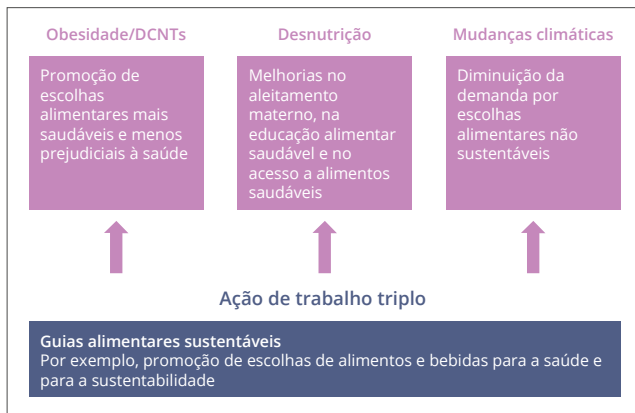 Obesidade/DCNTs
Promoção de
escolhas
alimentares mais
saudáveis e menos
prejudiciais à saúde
Desnutrição
Melhorias no
aleitamento
materno, na
educação alimentar
saudável e no
acesso a alimentos
saudáveis
Mudanças climáticas
Diminuição da
demanda por
escolhas
alimentares não
sustentáveis
Ação de trabalho triplo
Guias alimentares sustentáveis
Por exemplo, promoção de escolhas de alimentos e bebidas para a saúde e
para a sustentabilidade